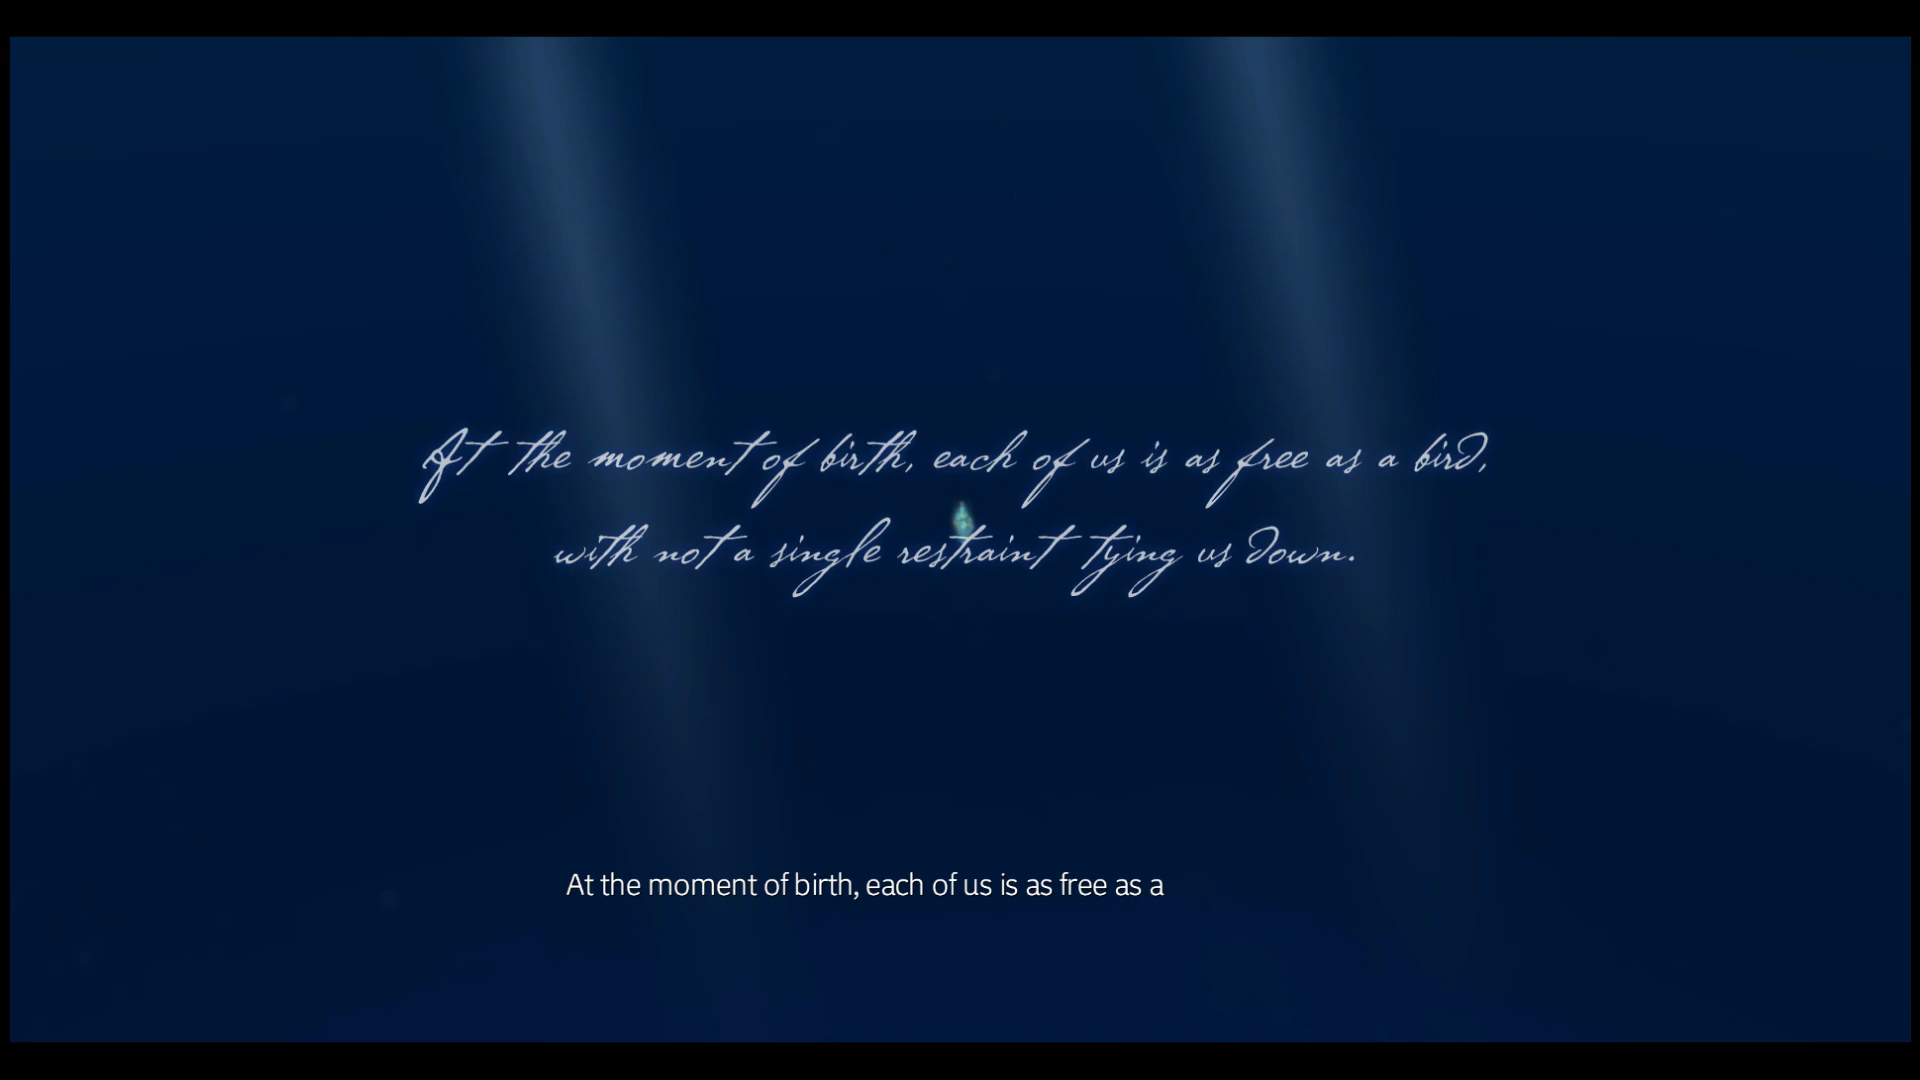 At the moment of birth, each of us is as free as a bird,
with not a single restraint tying us down.
At the moment of birth, each of us is as free as a